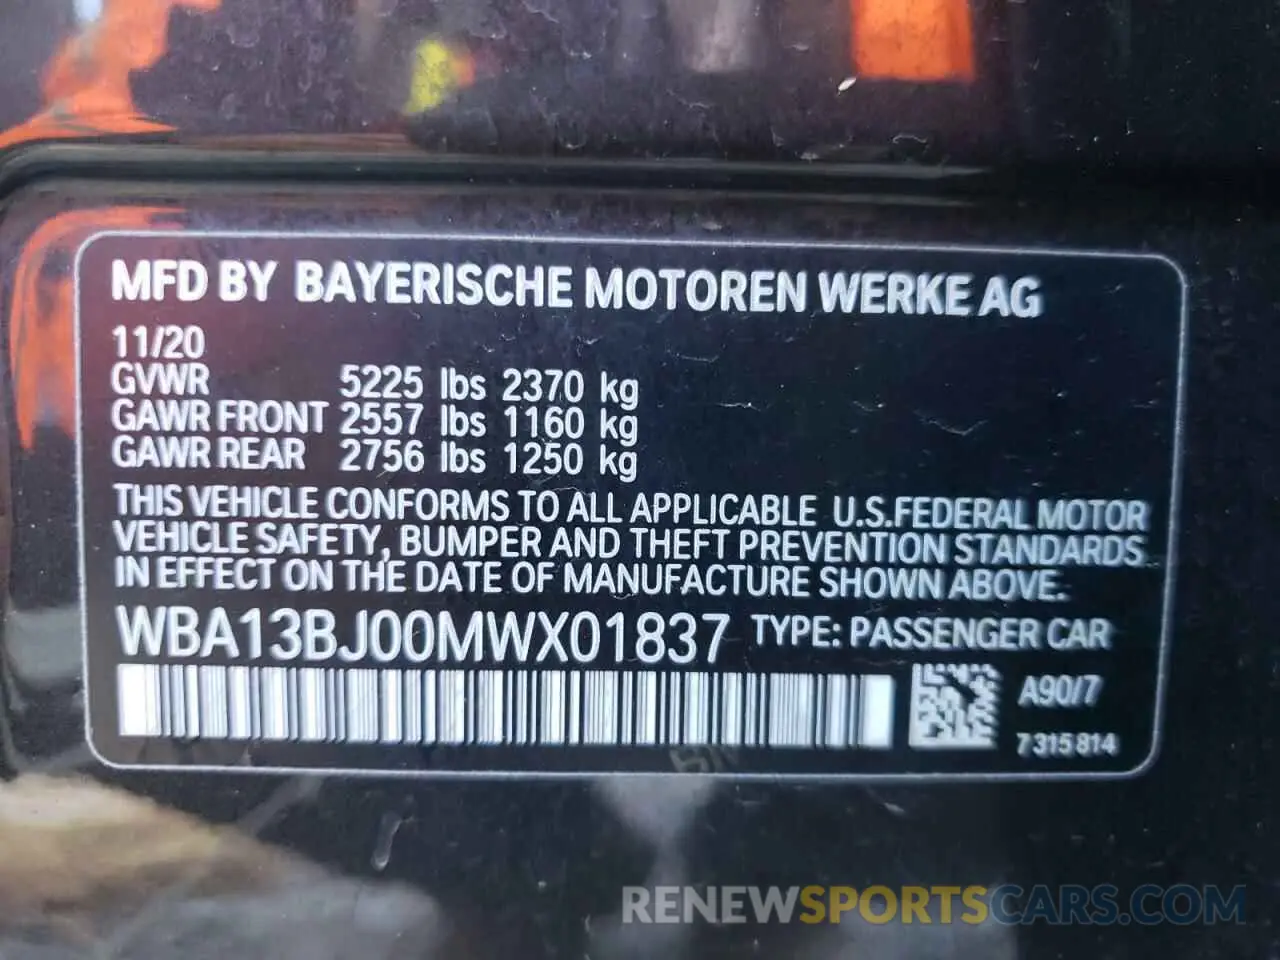 MFD BY BAYERISCHE MOTOREN WERKE AG
11/20
GVWR 5225 lbs 2370 kg
GAWR FRONT 2557 lbs 1160 kg
GAWR REAR 2756 lbs 1250 kg
THIS VEHICLE CONFORMS TO ALL APPLICABLE U.S.FEDERAL MOTOR
VEHICLE SAFETY, BUMPER AND THEFT PREVENTION STANDARDS
IN EFFECT ON THE DATE OF MANUFACTURE SHOWN ABOVE.
WBA13BJ00MWX01837 TYPE: PASSENGER CAR
A90/7
7315814
RENEWSPORTSCARS.COM